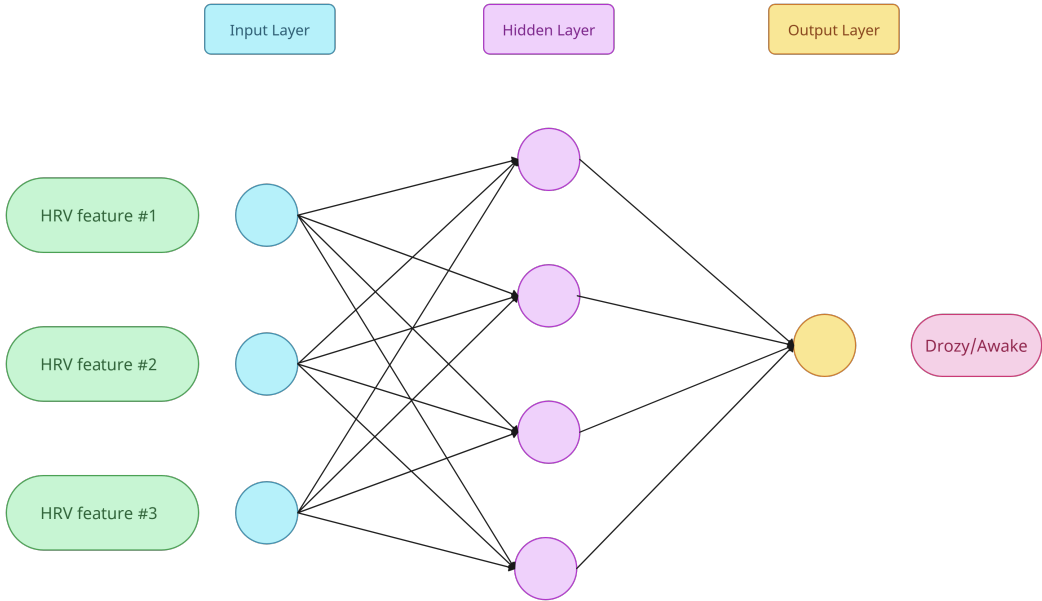 Input Layer
Hidden Layer
Output Layer
HRV feature #1
HRV feature #2
HRV feature #3
Drozy/Awake